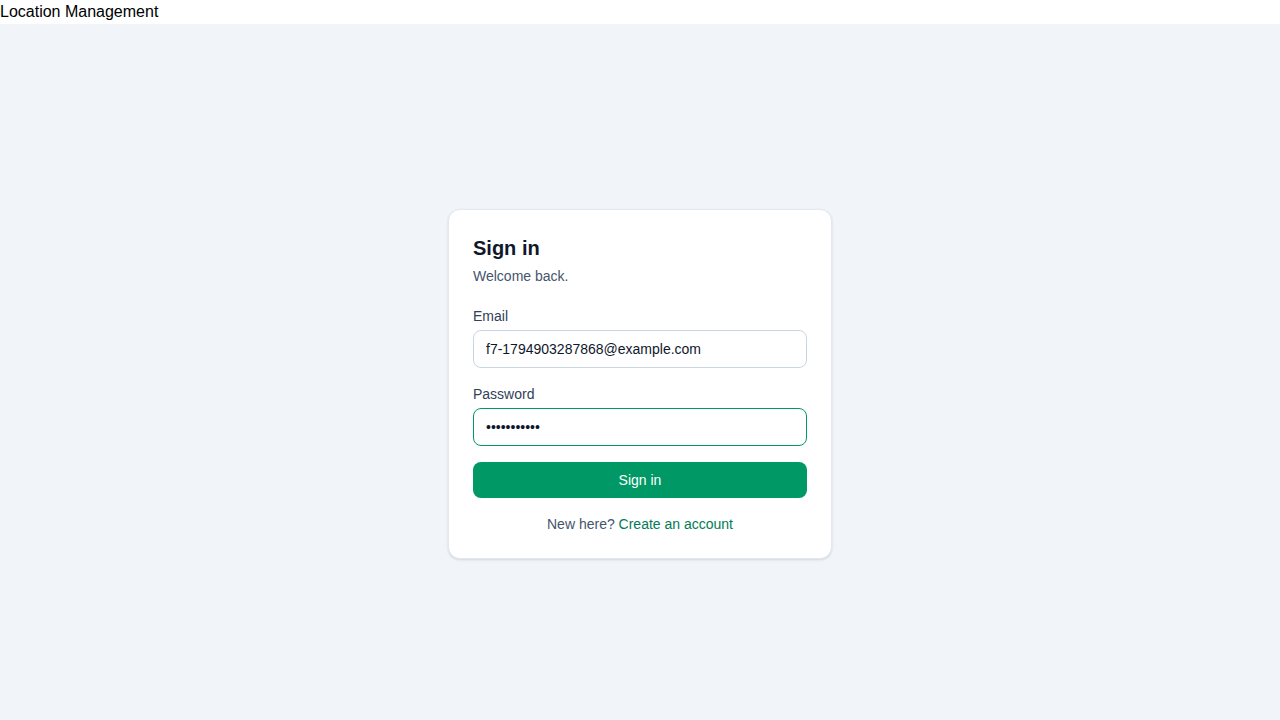 Location Management
Sign in
Welcome back.
Email
f7-1794903287868@example.com
Password
•••••••••••
Sign in
New here? Create an account